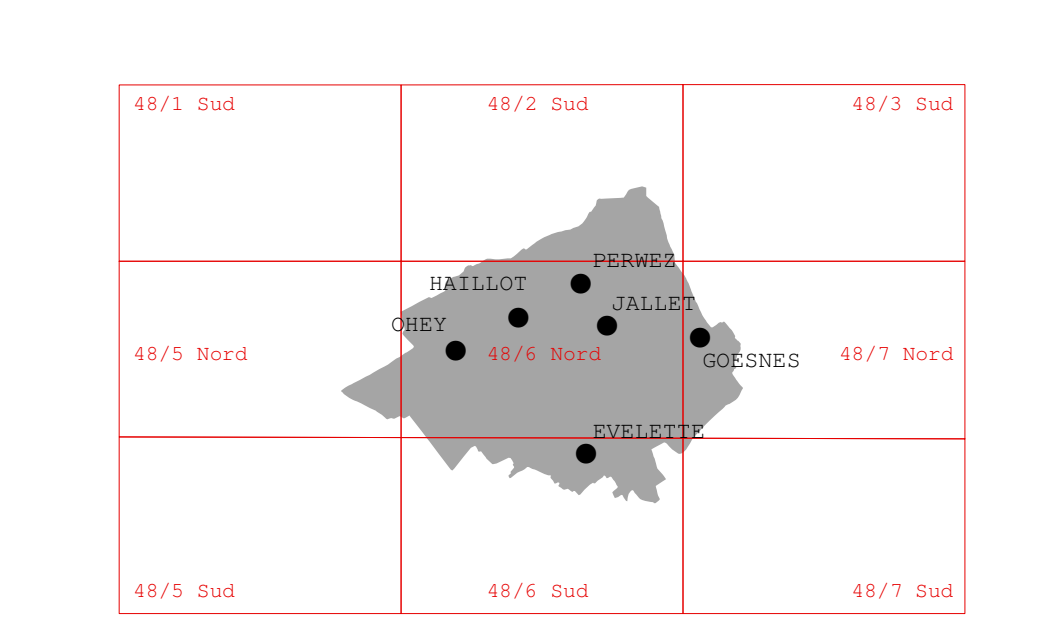 48/1 Sud
48/2 Sud
48/3 Sud
PERWEZ
HAILLOT
JALLET
OHEY
48/5 Nord
48/6 Nord
48/7 Nord
GOESNES
EVELETTE
48/5 Sud
48/6 Sud
48/7 Sud